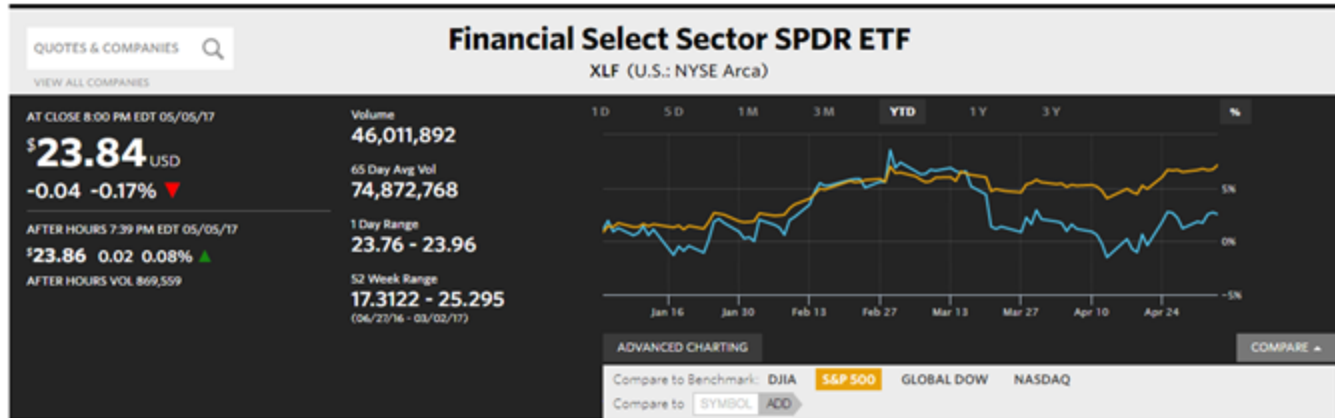 Financial Select Sector SPDR ETF
XLF (U.S.: NYSE Arca)
QUOTES & COMPANIES
VIEW ALL COMPANIES
AT CLOSE 8:00 PM EDT 05/05/17
$23.84 USD
-0.04 -0.17%
AFTER HOURS 7:39 PM EDT 05/05/17
$23.86 0.02 0.08%
AFTER HOURS VOL 869,559
Volume
46,011,892
65 Day Avg Vol
74,872,768
1 Day Range
23.76 - 23.96
52 Week Range
17.3122 - 25.295
(06/27/16 - 03/02/17)
1D 5D 1M 3M YTD 1Y 3Y %
5%
0%
-5%
Jan 16 Jan 30 Feb 13 Feb 27 Mar 13 Mar 27 Apr 10 Apr 24
ADVANCED CHARTING COMPARE
Compare to Benchmark: DJIA S&P 500 GLOBAL DOW NASDAQ
Compare to SYMBOL ADD